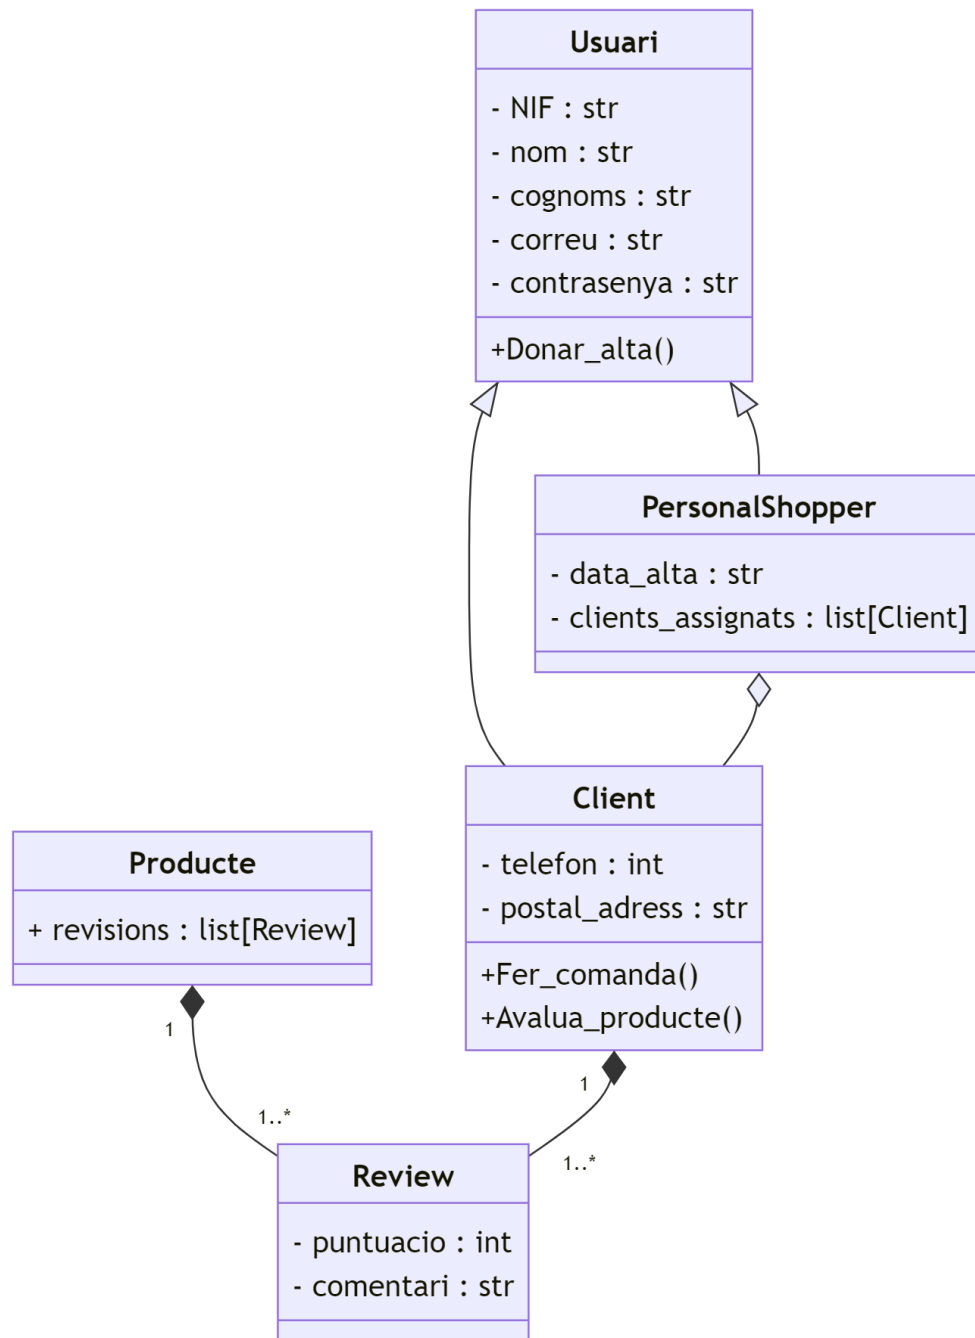 Usuari
- NIF : str
- nom : str
- cognoms : str
- correu : str
- contrasenya : str
+Donar_alta()
PersonalShopper
- data_alta : str
- clients_assignats : list[Client]
Client
- telefon : int
- postal_adress : str
+Fer_comanda()
+Avalua_producte()
Producte
+ revisions : list[Review]
1
1..*
1
1..*
Review
- puntuacio : int
- comentari : str